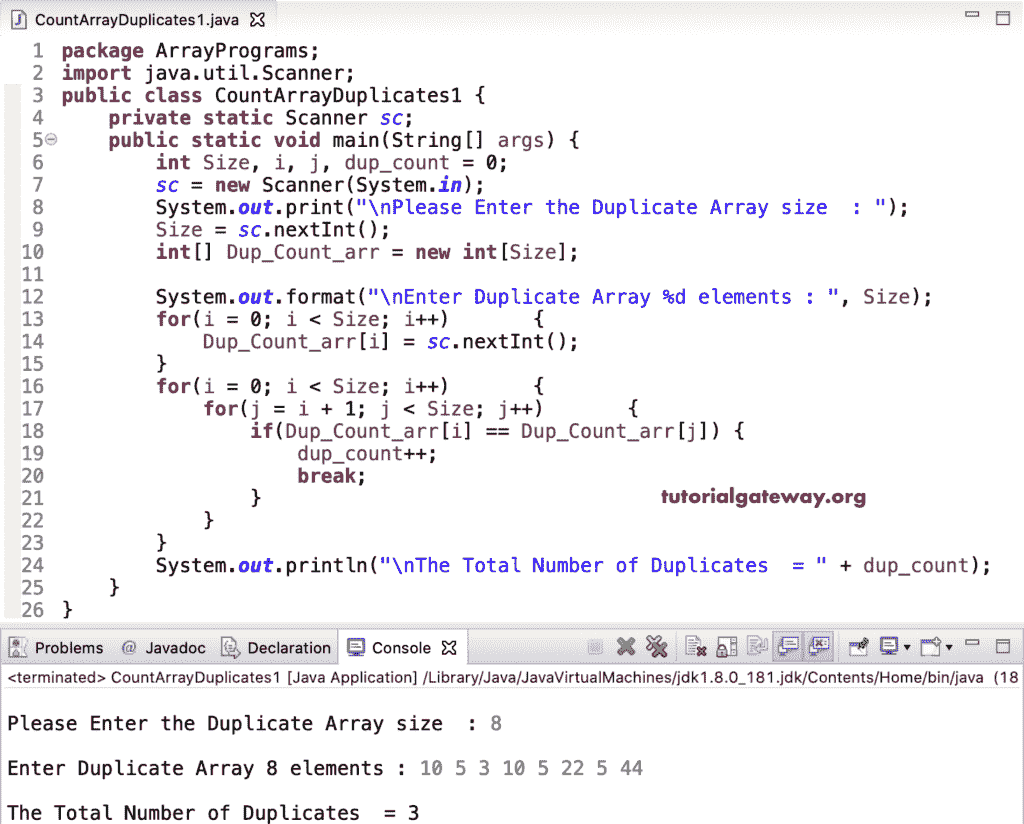 CountArrayDuplicates1.java
1 package ArrayPrograms;
2 import java.util.Scanner;
3 public class CountArrayDuplicates1 {
4     private static Scanner sc;
5     public static void main(String[] args) {
6         int Size, i, j, dup_count = 0;
7         sc = new Scanner(System.in);
8         System.out.print("\nPlease Enter the Duplicate Array size  : ");
9         Size = sc.nextInt();
10         int[] Dup_Count_arr = new int[Size];
11
12         System.out.format("\nEnter Duplicate Array %d elements : ", Size);
13         for(i = 0; i < Size; i++)       {
14             Dup_Count_arr[i] = sc.nextInt();
15         }
16         for(i = 0; i < Size; i++)       {
17             for(j = i + 1; j < Size; j++)       {
18                 if(Dup_Count_arr[i] == Dup_Count_arr[j]) {
19                     dup_count++;
20                     break;
21                 }
tutorialgateway.org
22             }
23         }
24         System.out.println("\nThe Total Number of Duplicates  = " + dup_count);
25     }
26 }
Problems @ Javadoc Declaration Console
<terminated> CountArrayDuplicates1 [Java Application] /Library/Java/JavaVirtualMachines/jdk1.8.0_181.jdk/Contents/Home/bin/java (18
Please Enter the Duplicate Array size  : 8
Enter Duplicate Array 8 elements : 10 5 3 10 5 22 5 44
The Total Number of Duplicates  = 3